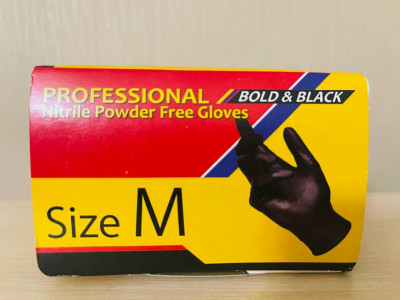 PROFESSIONAL BOLD & BLACK
Nitrile Powder Free Gloves
Size M